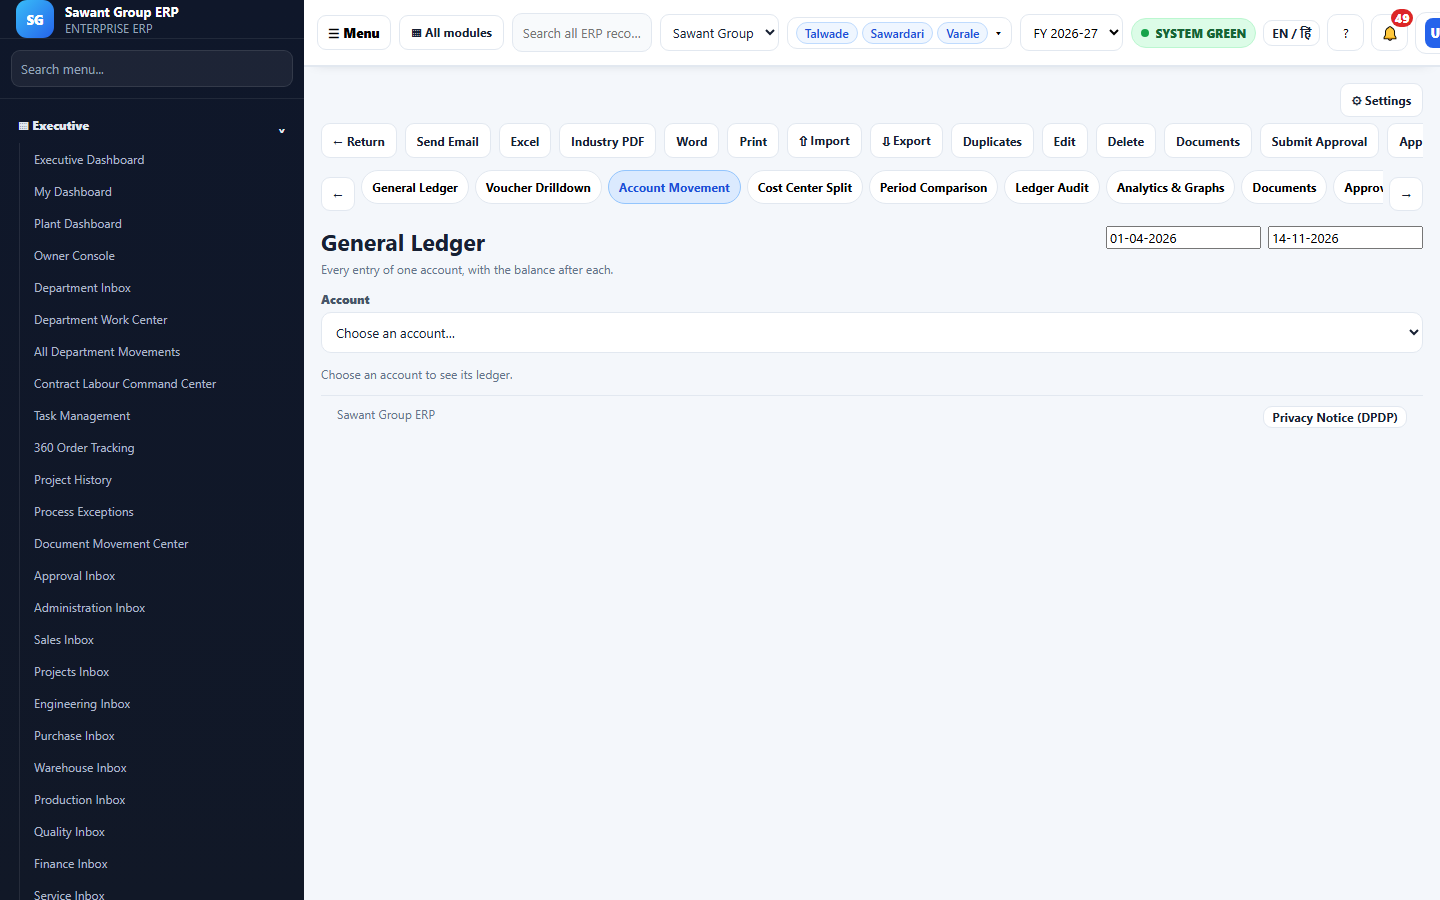 SG
Sawant Group ERP
ENTERPRISE ERP
Search menu...
Executive
Executive Dashboard
My Dashboard
Plant Dashboard
Owner Console
Department Inbox
Department Work Center
All Department Movements
Contract Labour Command Center
Task Management
360 Order Tracking
Project History
Process Exceptions
Document Movement Center
Approval Inbox
Administration Inbox
Sales Inbox
Projects Inbox
Engineering Inbox
Purchase Inbox
Warehouse Inbox
Production Inbox
Quality Inbox
Finance Inbox
Service Inbox
☰ Menu
All modules
Search all ERP reco...
Sawant Group
Talwade Sawardari Varale
FY 2026-27
SYSTEM GREEN
EN / हिं
?
49
U
⚙ Settings
← Return Send Email Excel Industry PDF Word Print ⇧ Import ⇩ Export Duplicates Edit Delete Documents Submit Approval App
← General Ledger Voucher Drilldown Account Movement Cost Center Split Period Comparison Ledger Audit Analytics & Graphs Documents Approv →
General Ledger
01-04-2026 14-11-2026
Every entry of one account, with the balance after each.
Account
Choose an account...
Choose an account to see its ledger.
Sawant Group ERP
Privacy Notice (DPDP)